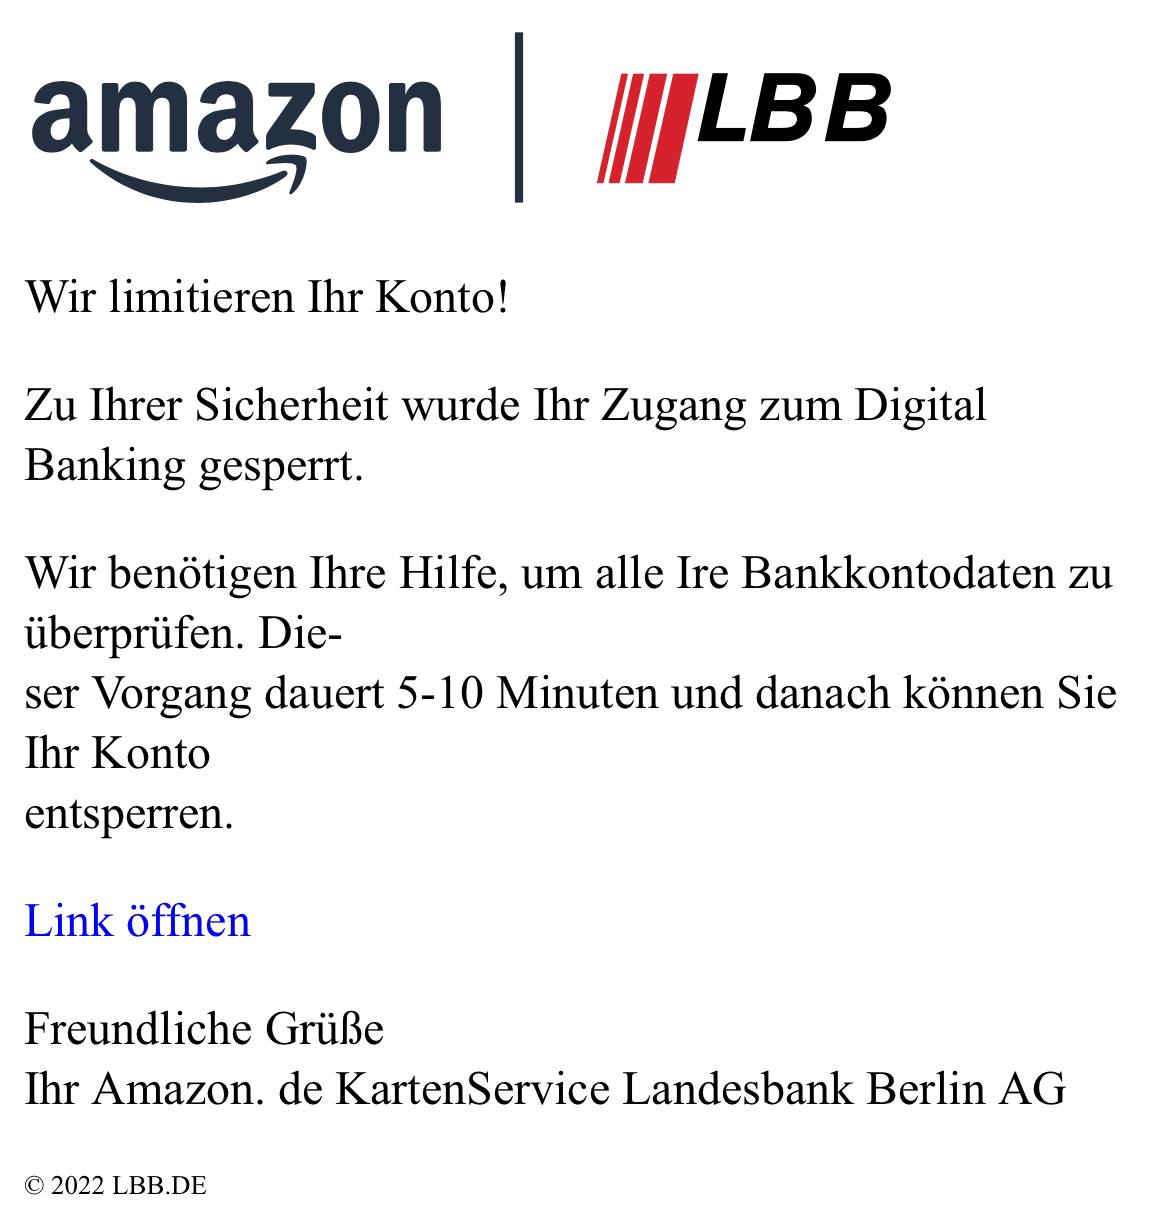 amazon
LBB
Wir limitieren Ihr Konto!
Zu Ihrer Sicherheit wurde Ihr Zugang zum Digital
Banking gesperrt.
Wir benötigen Ihre Hilfe, um alle Ire Bankkontodaten zu
überprüfen. Die-
ser Vorgang dauert 5-10 Minuten und danach können Sie
Ihr Konto
entsperren.
Link öffnen
Freundliche Grüße
Ihr Amazon. de KartenService Landesbank Berlin AG
© 2022 LBB.DE